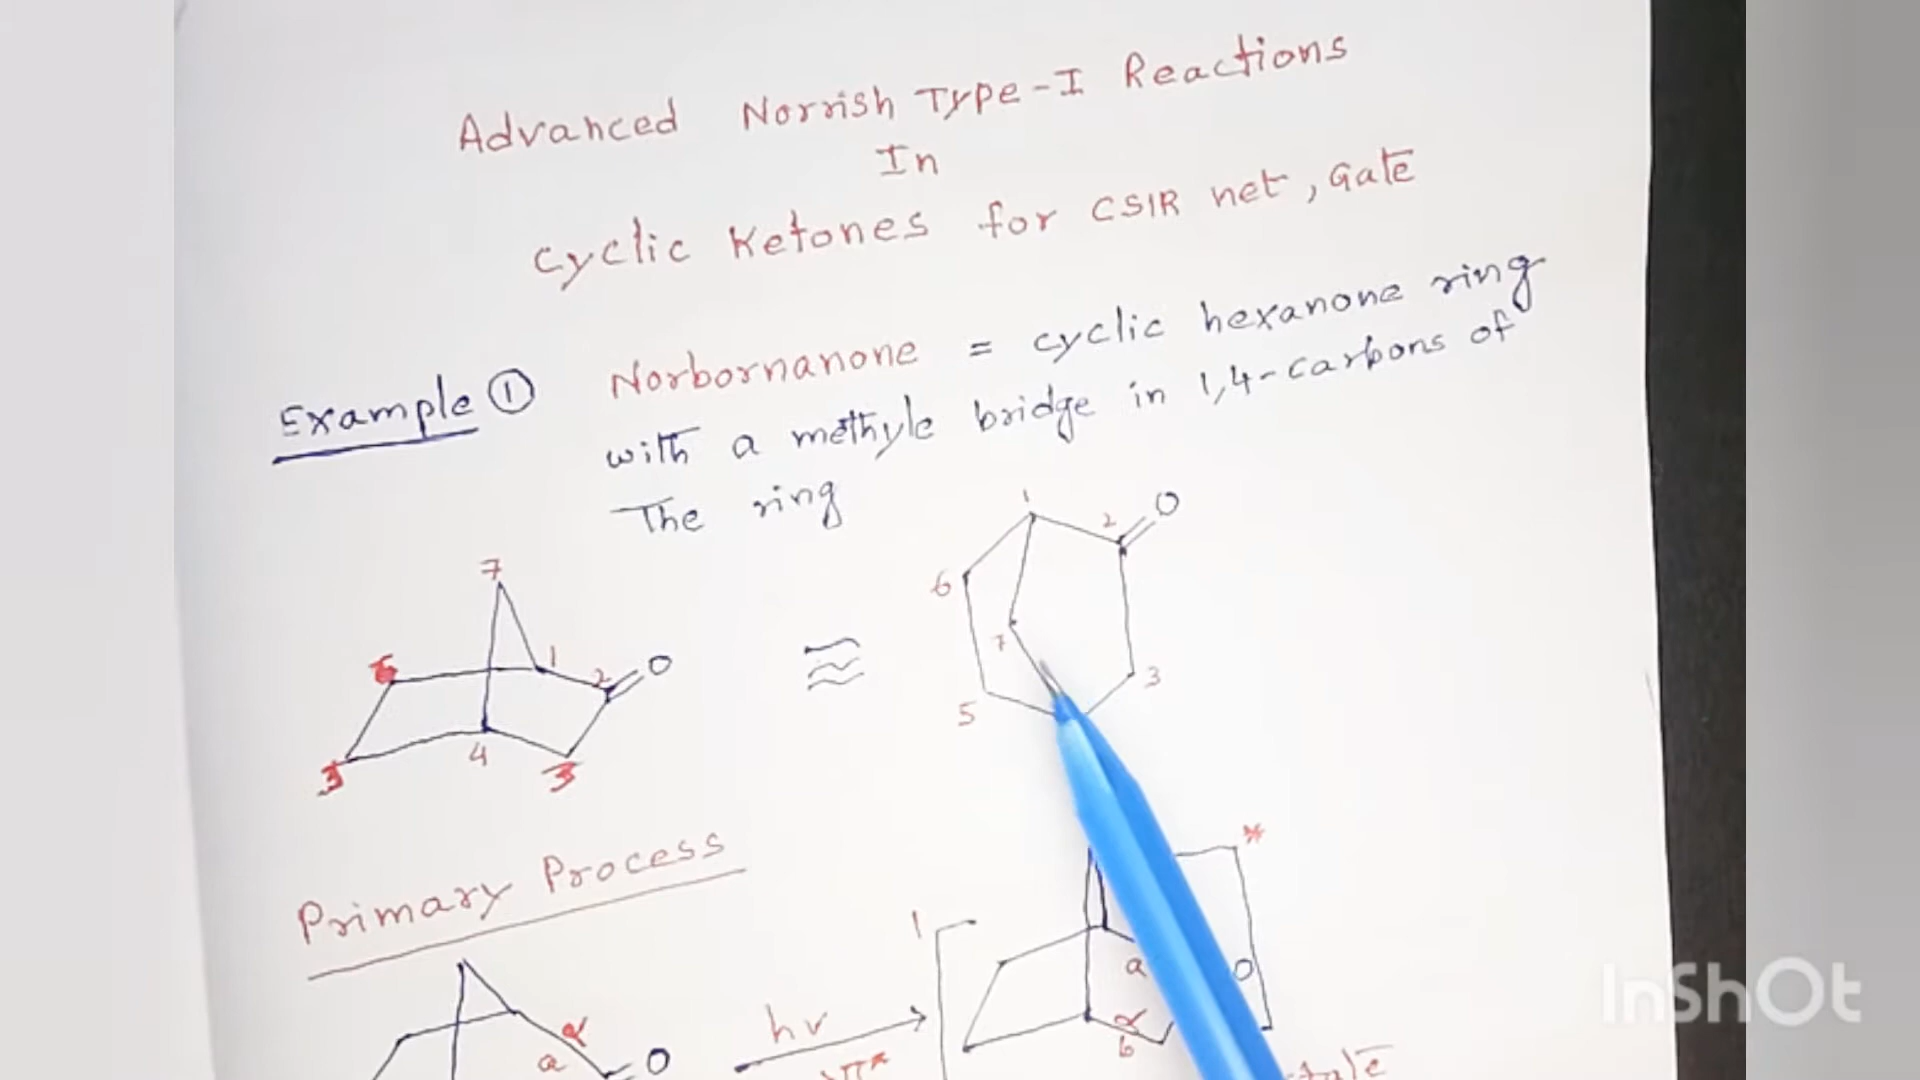 Advanced Norrish Type-I Reactions
In
Cyclic Ketones for CSIR net, Gate
Example ① Norbornanone = cyclic hexanone ring
with a methyle bridge in 1,4-carbons of
The ring
1
2 O
6
7
3
5
7
1
2 O
4
3
3
Primary Process
*
a
O
α
b
hν
α
a
O
InShOt